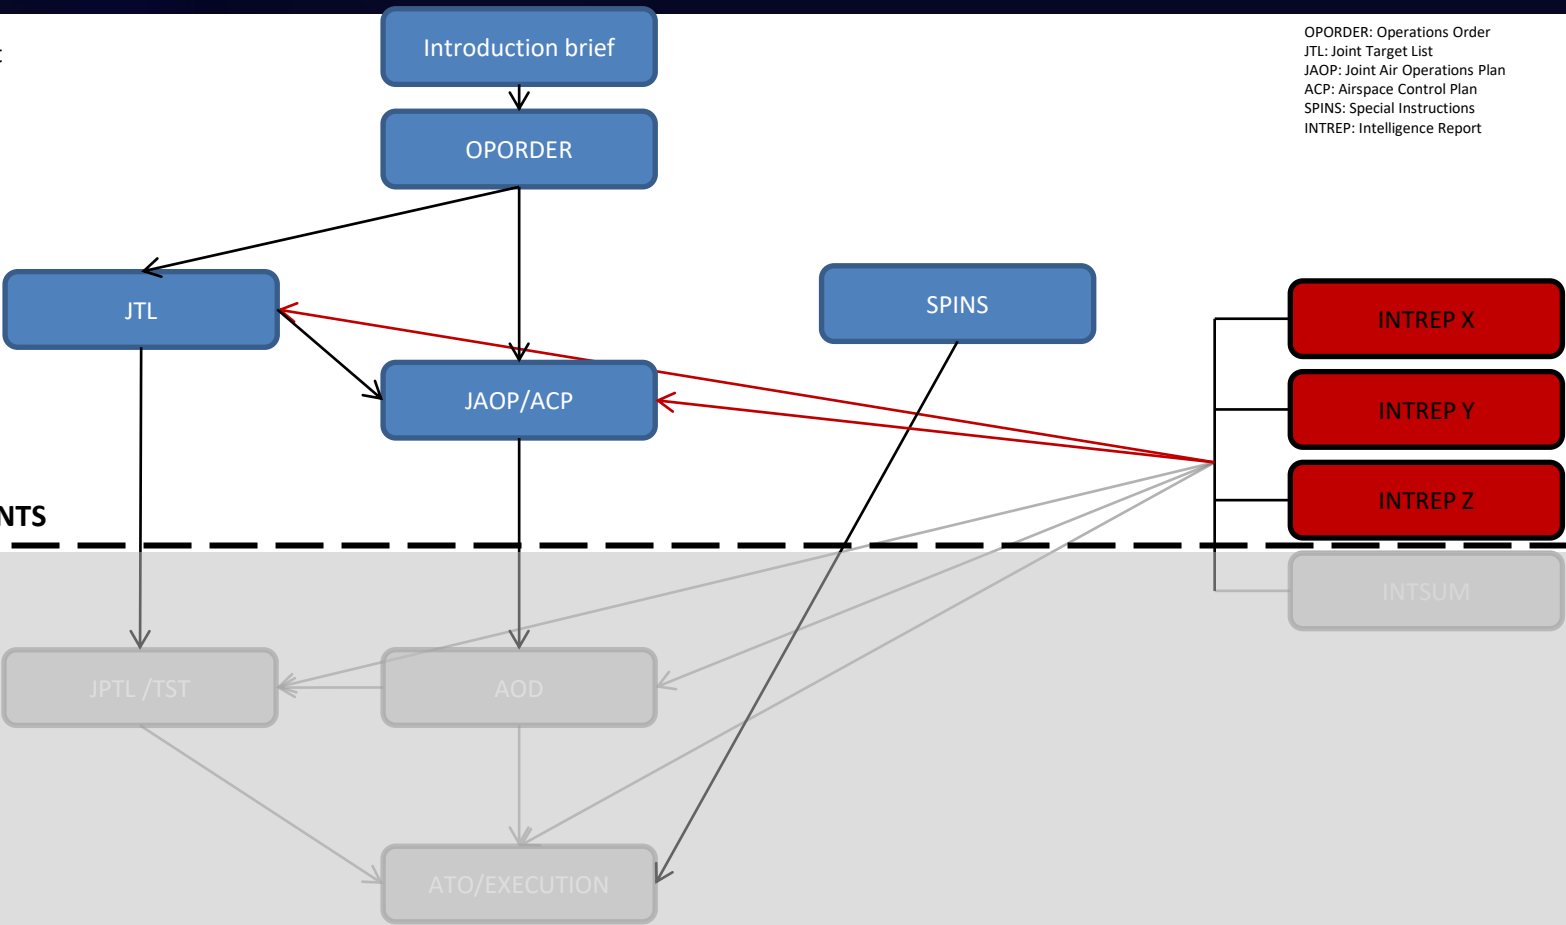 Introduction brief
OPORDER: Operations Order
JTL: Joint Target List
JAOP: Joint Air Operations Plan
ACP: Airspace Control Plan
SPINS: Special Instructions
INTREP: Intelligence Report
OPORDER
JTL
SPINS
INTREP X
JAOP/ACP
INTREP Y
INTREP Z
NTS
INTSUM
JPTL /TST
AOD
ATO/EXECUTION